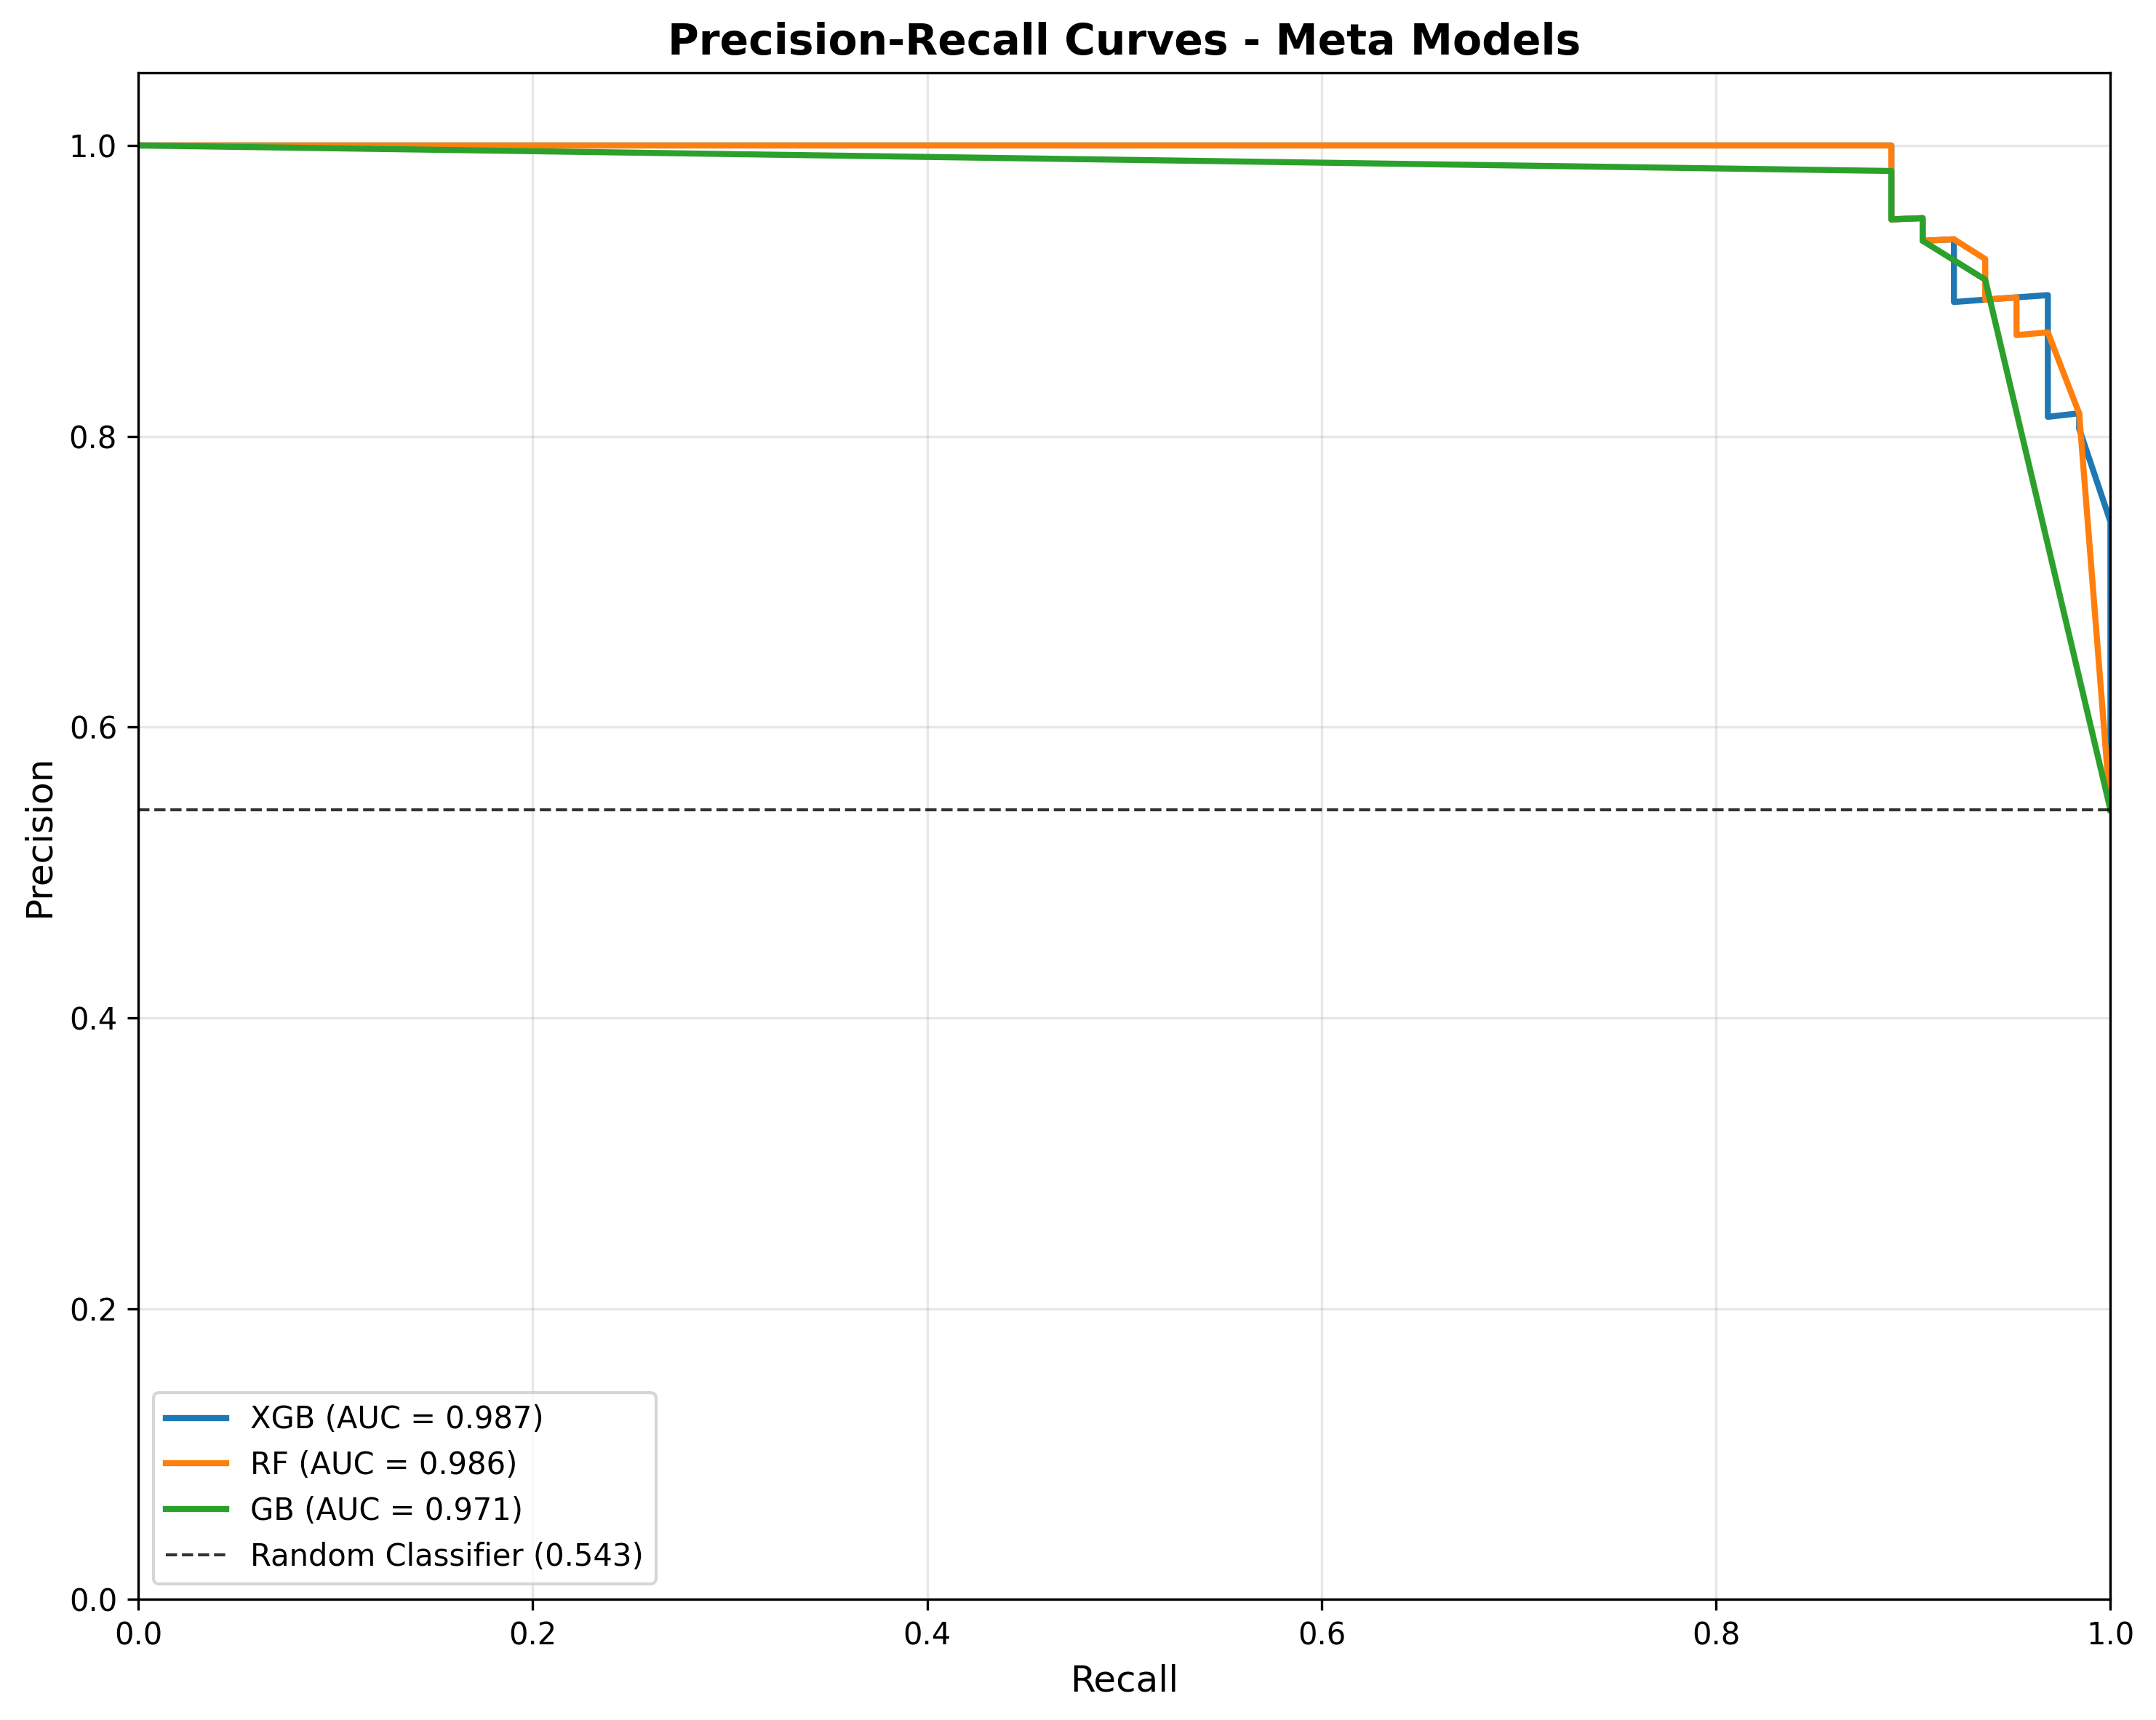 Precision-Recall Curves - Meta Models
1.0
0.8
0.6
0.4
0.2
0.0
Precision
XGB (AUC = 0.987)
RF (AUC = 0.986)
GB (AUC = 0.971)
Random Classifier (0.543)
0.0 0.2 0.4 0.6 0.8 1.0
Recall